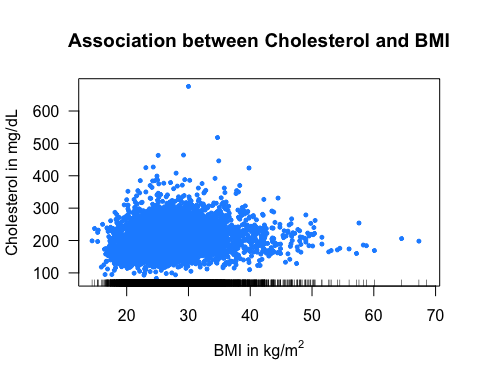 Association between Cholesterol and BMI
Cholesterol in mg/dL
600
500
400
300
200
100
20 30 40 50 60 70
BMI in kg/m²